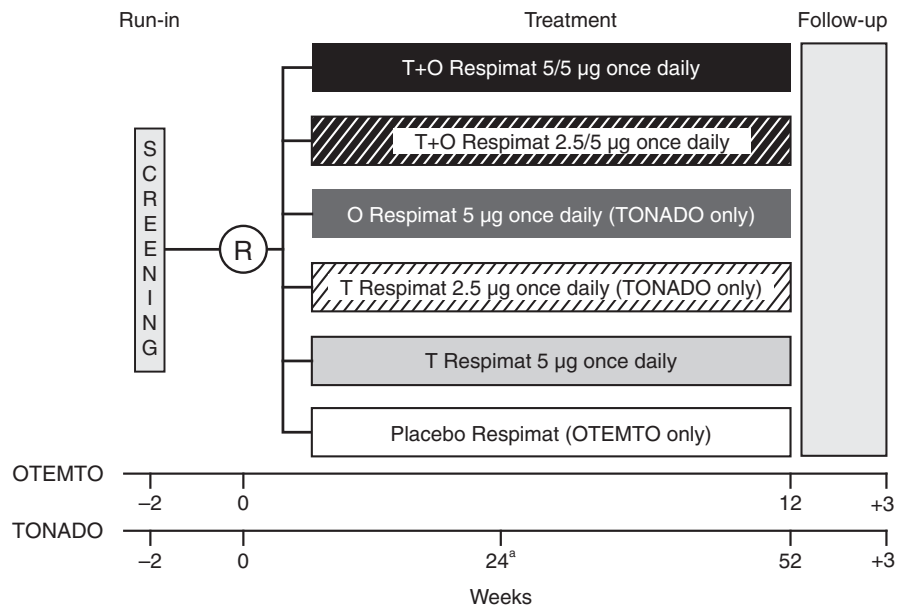 Run-in
Treatment
Follow-up
T+O Respimat 5/5 µg once daily
T+O Respimat 2.5/5 µg once daily
O Respimat 5 µg once daily (TONADO only)
T Respimat 2.5 µg once daily (TONADO only)
T Respimat 5 µg once daily
Placebo Respimat (OTEMTO only)
SCREENING
R
OTEMTO
–2 0 12 +3
TONADO
–2 0 24ª 52 +3
Weeks